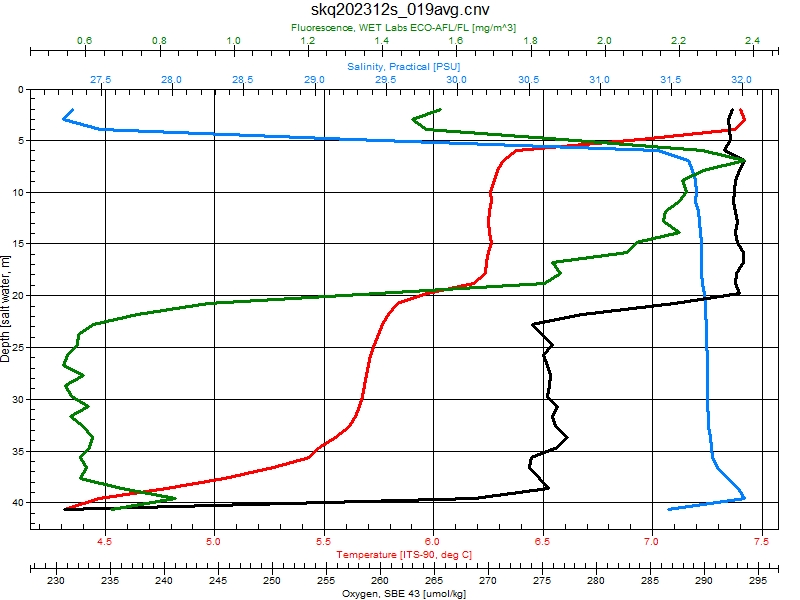 skq202312s_019avg.cnv
Fluorescence, WET Labs ECO-AFL/FL [mg/m^3]
0.6 0.8 1.0 1.2 1.4 1.6 1.8 2.0 2.2 2.4
Salinity, Practical [PSU]
27.5 28.0 28.5 29.0 29.5 30.0 30.5 31.0 31.5 32.0
0
5
10
15
20
25
30
35
40
Depth [salt water, m]
4.5 5.0 5.5 6.0 6.5 7.0 7.5
Temperature [ITS-90, deg C]
230 235 240 245 250 255 260 265 270 275 280 285 290 295
Oxygen, SBE 43 [umol/kg]